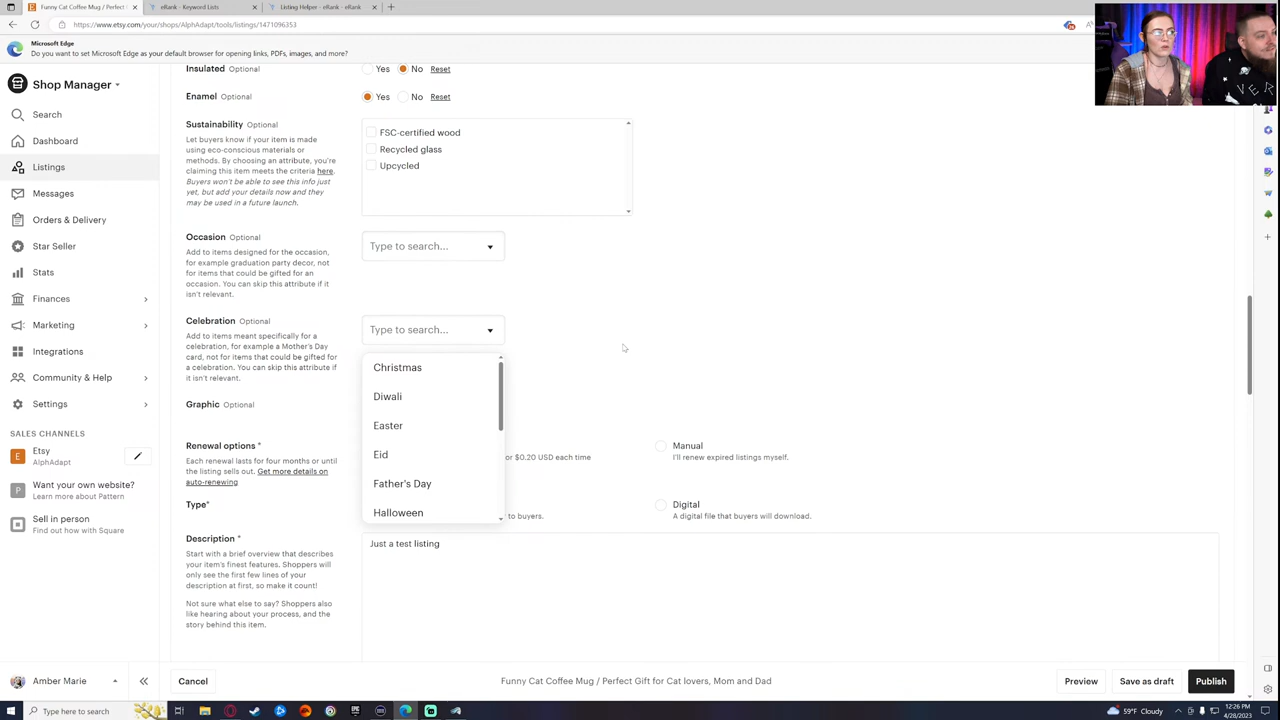 Funny Cat Coffee Mug / Perfect G
eRank - Keyword Lists
Listing Helper - eRank - eRank
https://www.etsy.com/your/shops/AlphAdapt/tools/listings/1471096353
Microsoft Edge
Do you want to set Microsoft Edge as your default browser for opening links, PDFs, images, and more?
Shop Manager
Search
Dashboard
Listings
Messages
Orders & Delivery
Star Seller
Stats
Finances
Marketing
Integrations
Community & Help
Settings
SALES CHANNELS
Etsy
AlphAdapt
Want your own website?
Learn more about Pattern
Sell in person
Find out how with Square
Amber Marie
Insulated Optional
Yes No Reset
Enamel Optional
Yes No Reset
Sustainability Optional
Let buyers know if your item is made
using eco-conscious materials or
methods. By choosing an attribute, you're
claiming this item meets the criteria here.
Buyers won't be able to see this info just
yet, but add your details now and they
may be used in a future launch.
FSC-certified wood
Recycled glass
Upcycled
Occasion Optional
Add to items designed for the occasion,
for example graduation party decor, not
for items that could be gifted for an
occasion. You can skip this attribute if it
isn't relevant.
Type to search...
Celebration Optional
Add to items meant specifically for a
celebration, for example a Mother's Day
card, not for items that could be gifted for
a celebration. You can skip this attribute if
it isn't relevant.
Type to search...
Christmas
Diwali
Easter
Eid
Father's Day
Halloween
Graphic Optional
Renewal options *
Each renewal lasts for four months or until
the listing sells out. Get more details on
auto-renewing
or $0.20 USD each time
Manual
I'll renew expired listings myself.
Type*
to buyers.
Digital
A digital file that buyers will download.
Description *
Start with a brief overview that describes
your item's finest features. Shoppers will
only see the first few lines of your
description at first, so make it count!
Not sure what else to say? Shoppers also
like hearing about your process, and the
story behind this item.
Just a test listing
Cancel
Funny Cat Coffee Mug / Perfect Gift for Cat lovers, Mom and Dad
Preview
Save as draft
Publish
Type here to search
59°F Cloudy
12:26 PM
4/28/2023